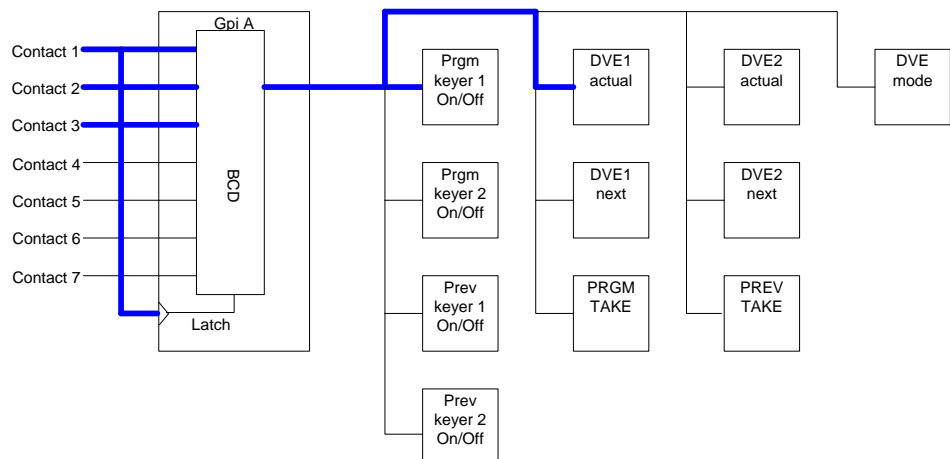 Gpi A
Contact 1
Contact 2
Contact 3
Contact 4
Contact 5
Contact 6
Contact 7
BCD
Latch
Prgm
keyer 1
On/Off
Prgm
keyer 2
On/Off
Prev
keyer 1
On/Off
Prev
keyer 2
On/Off
DVE1
actual
DVE1
next
PRGM
TAKE
DVE2
actual
DVE2
next
PREV
TAKE
DVE
mode